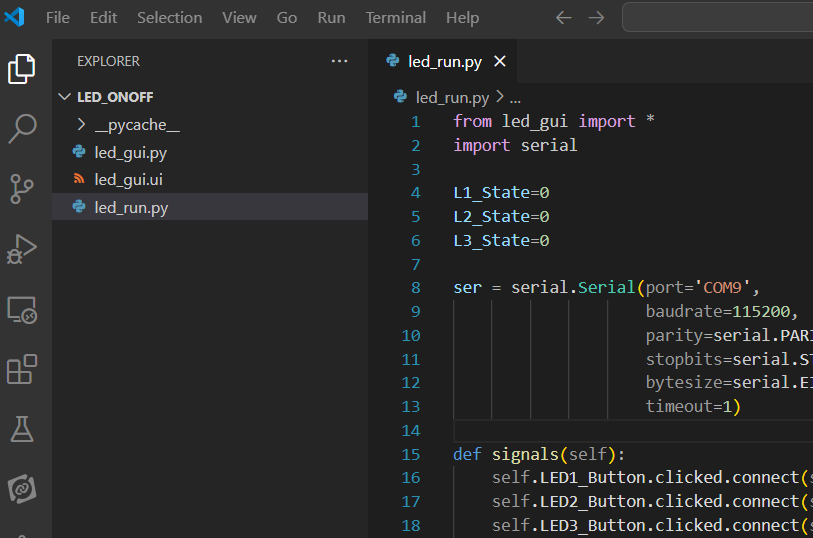 File Edit Selection View Go Run Terminal Help
EXPLORER
LED_ONOFF
__pycache__
led_gui.py
led_gui.ui
led_run.py
led_run.py
led_run.py > ...
1 from led_gui import *
2 import serial
3
4 L1_State=0
5 L2_State=0
6 L3_State=0
7
8 ser = serial.Serial(port='COM9',
9 baudrate=115200,
10 parity=serial.PARI
11 stopbits=serial.ST
12 bytesize=serial.EI
13 timeout=1)
14
15 def signals(self):
16 self.LED1_Button.clicked.connect(s
17 self.LED2_Button.clicked.connect(s
18 self.LED3_Button.clicked.connect(s